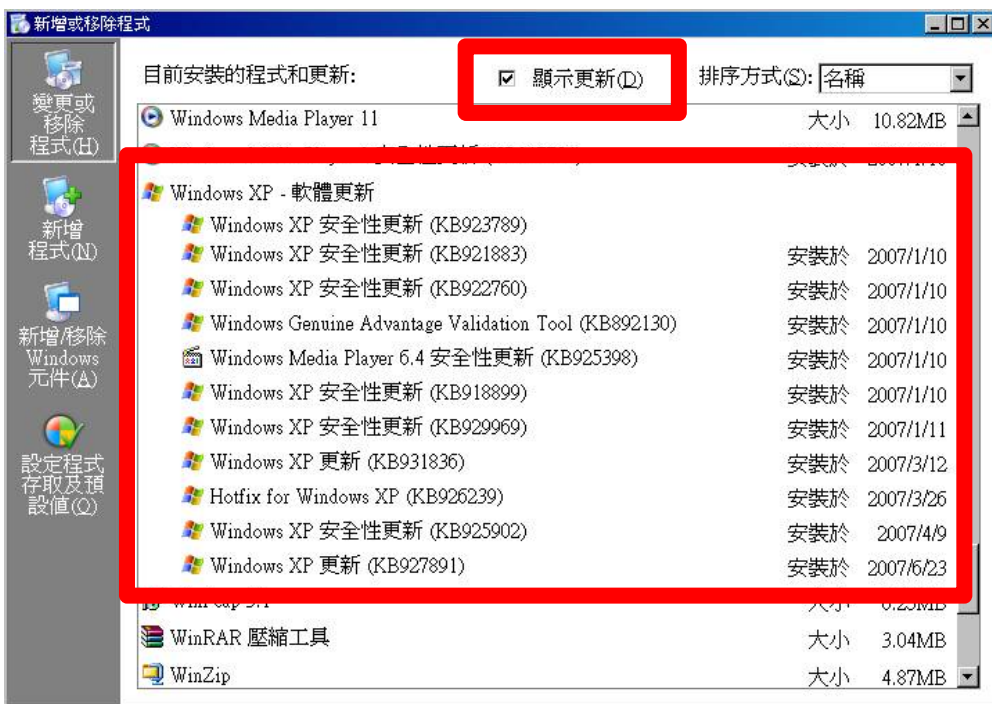 新增或移除程式
變更或
移除
程式(H)
新增
程式(N)
新增/移除
Windows
元件(A)
設定程式
存取及預
設值(O)
目前安裝的程式和更新:
顯示更新(D)
排序方式(S): 名稱
Windows Media Player 11 大小 10.82MB
Windows XP - 軟體更新
Windows XP 安全性更新 (KB923789)
Windows XP 安全性更新 (KB921883) 安裝於 2007/1/10
Windows XP 安全性更新 (KB922760) 安裝於 2007/1/10
Windows Genuine Advantage Validation Tool (KB892130) 安裝於 2007/1/10
Windows Media Player 6.4 安全性更新 (KB925398) 安裝於 2007/1/10
Windows XP 安全性更新 (KB918899) 安裝於 2007/1/10
Windows XP 安全性更新 (KB929969) 安裝於 2007/1/11
Windows XP 更新 (KB931836) 安裝於 2007/3/12
Hotfix for Windows XP (KB926239) 安裝於 2007/3/26
Windows XP 安全性更新 (KB925902) 安裝於 2007/4/9
Windows XP 更新 (KB927891) 安裝於 2007/6/23
WinRAR 壓縮工具 大小 3.04MB
WinZip 大小 4.87MB